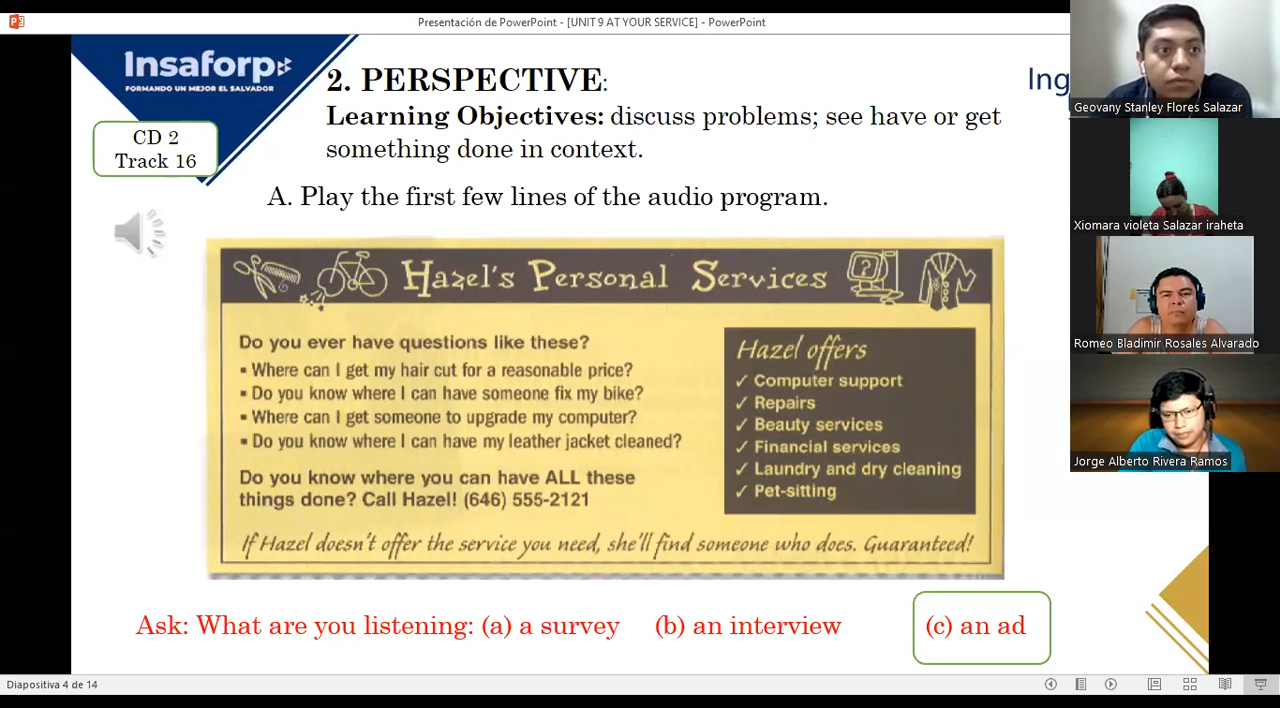 Presentación de PowerPoint - [UNIT 9 AT YOUR SERVICE] - PowerPoint
Insaforp
FORMANDO UN MEJOR EL SALVADOR
CD 2
Track 16
2. PERSPECTIVE:
Ing
Learning Objectives: discuss problems; see have or get
something done in context.
A. Play the first few lines of the audio program.
Hazel's Personal Services
?
Do you ever have questions like these?
▪ Where can I get my hair cut for a reasonable price?
▪ Do you know where I can have someone fix my bike?
▪ Where can I get someone to upgrade my computer?
▪ Do you know where I can have my leather jacket cleaned?
Do you know where you can have ALL these
things done? Call Hazel! (646) 555-2121
Hazel offers
✓ Computer support
✓ Repairs
✓ Beauty services
✓ Financial services
✓ Laundry and dry cleaning
✓ Pet-sitting
If Hazel doesn't offer the service you need, she'll find someone who does. Guaranteed!
Ask: What are you listening: (a) a survey (b) an interview (c) an ad
Geovany Stanley Flores Salazar
Xiomara violeta Salazar iraheta
Romeo Bladimir Rosales Alvarado
Jorge Alberto Rivera Ramos
Diapositiva 4 de 14